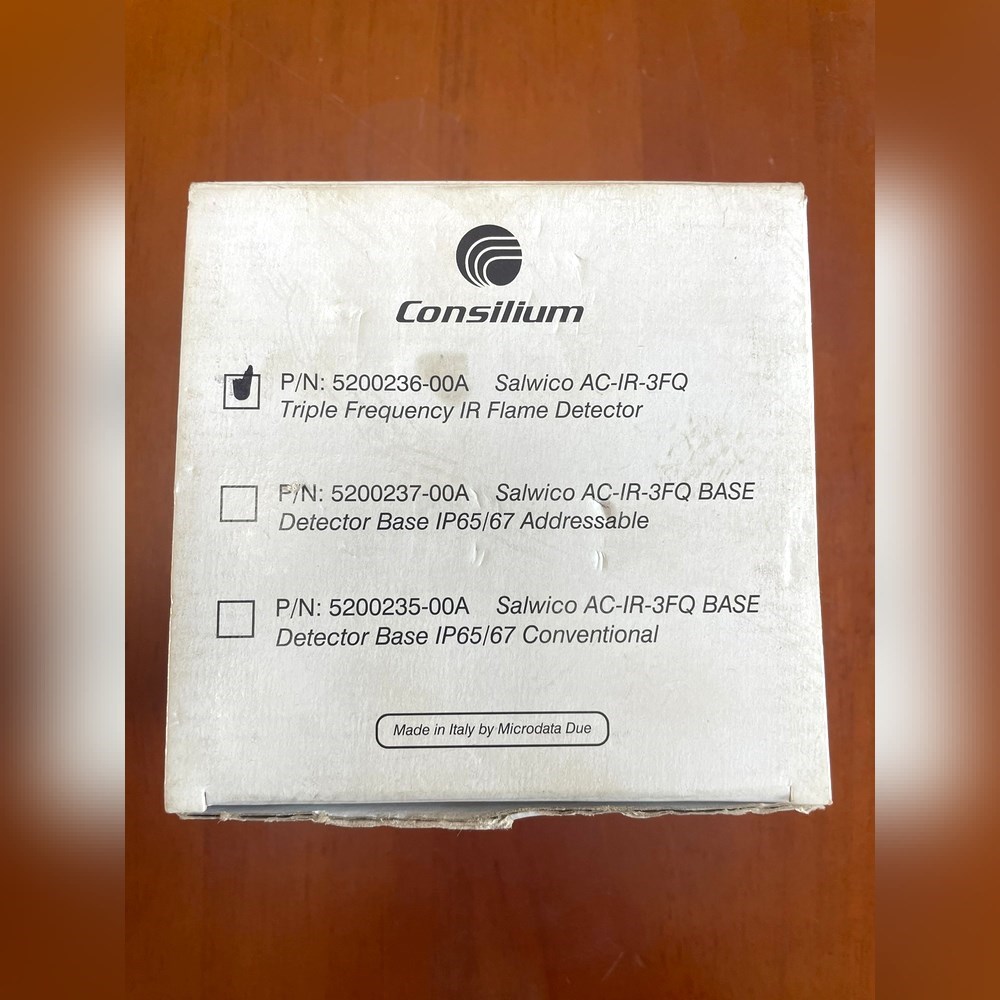 Consilium
P/N: 5200236-00A Salwico AC-IR-3FQ
Triple Frequency IR Flame Detector
P/N: 5200237-00A Salwico AC-IR-3FQ BASE
Detector Base IP65/67 Addressable
P/N: 5200235-00A Salwico AC-IR-3FQ BASE
Detector Base IP65/67 Conventional
Made in Italy by Microdata Due